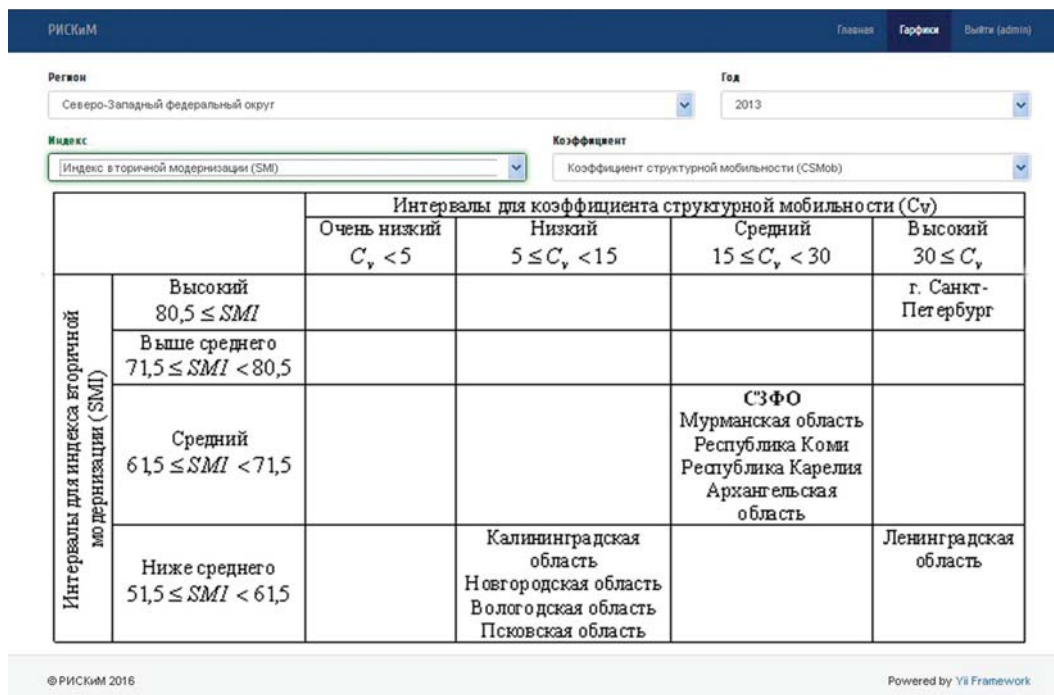 РИСКиМ
Главная Гарфики Выйти (admin)
Регион Год
Северо-Западный федеральный округ 2013
Индекс Коэффициент
Индекс вторичной модернизации (SMI) Коэффициент структурной мобильности (CSMob)
Интервалы для коэффициента структурной мобильности (Cv)
Очень низкий Низкий Средний Высокий
C_v < 5 5 ≤ C_v < 15 15 ≤ C_v < 30 30 ≤ C_v
Интервалы для индекса вторичной
модернизации (SMI)
Высокий
80,5 ≤ SMI
г. Санкт-
Петербург
Выше среднего
71,5 ≤ SMI < 80,5
Средний
61,5 ≤ SMI < 71,5
СЗФО
Мурманская область
Республика Коми
Республика Карелия
Архангельская
область
Ниже среднего
51,5 ≤ SMI < 61,5
Калининградская
область
Новгородская область
Вологодская область
Псковская область
Ленинградская
область
© РИСКиМ 2016 Powered by Yii Framework